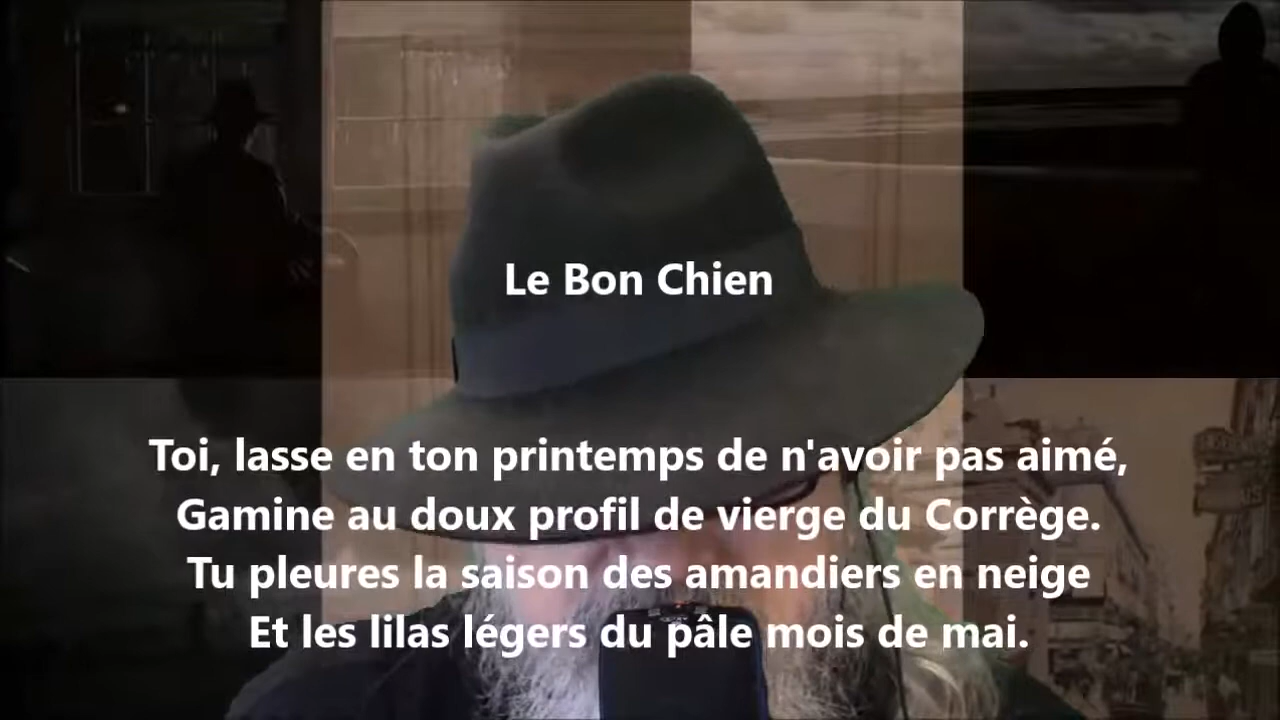 Le Bon Chien
Toi, lasse en ton printemps de n'avoir pas aimé,
Gamine au doux profil de vierge du Corrège.
Tu pleures la saison des amandiers en neige
Et les lilas légers du pâle mois de mai.